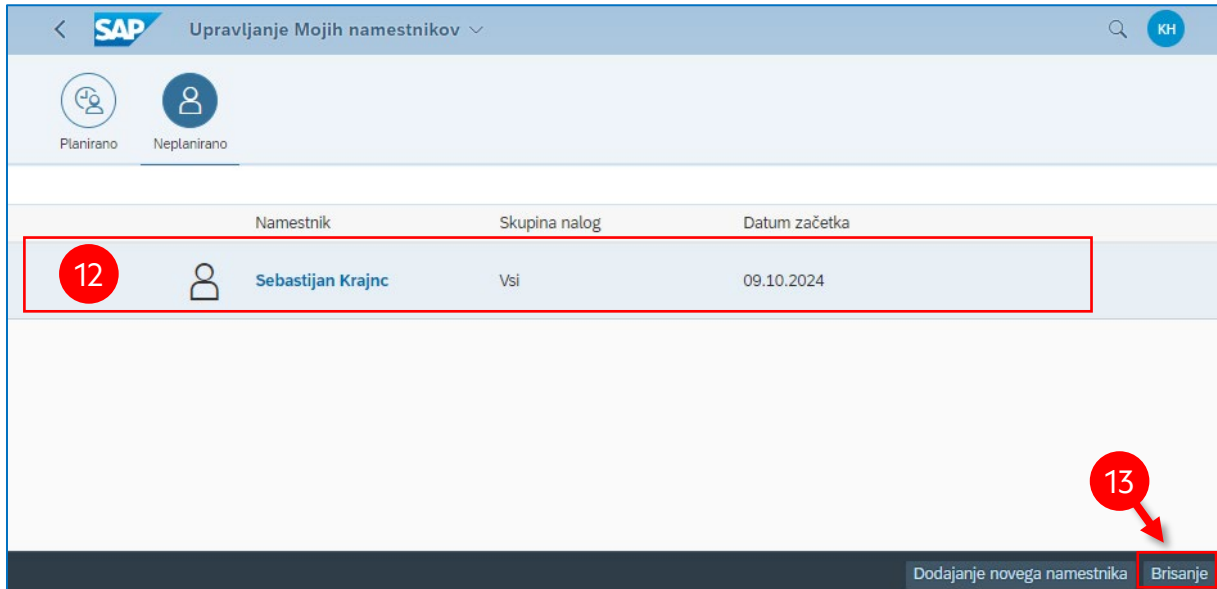 SAP Upravljanje Mojih namestnikov KH
Planirano Neplanirano
Namestnik Skupina nalog Datum začetka
12 Sebastijan Krajnc Vsi 09.10.2024
13
Dodajanje novega namestnika Brisanje